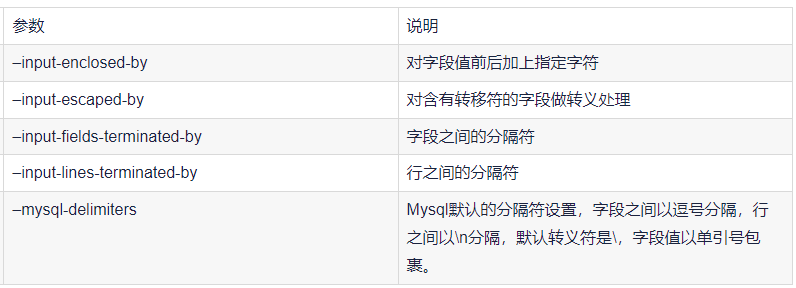 参数 说明
–input-enclosed-by 对字段值前后加上指定字符
–input-escaped-by 对含有转移符的字段做转义处理
–input-fields-terminated-by 字段之间的分隔符
–input-lines-terminated-by 行之间的分隔符
–mysql-delimiters Mysql默认的分隔符设置，字段之间以逗号分隔，行
之间以\n分隔，默认转义符是\，字段值以单引号包
裹。